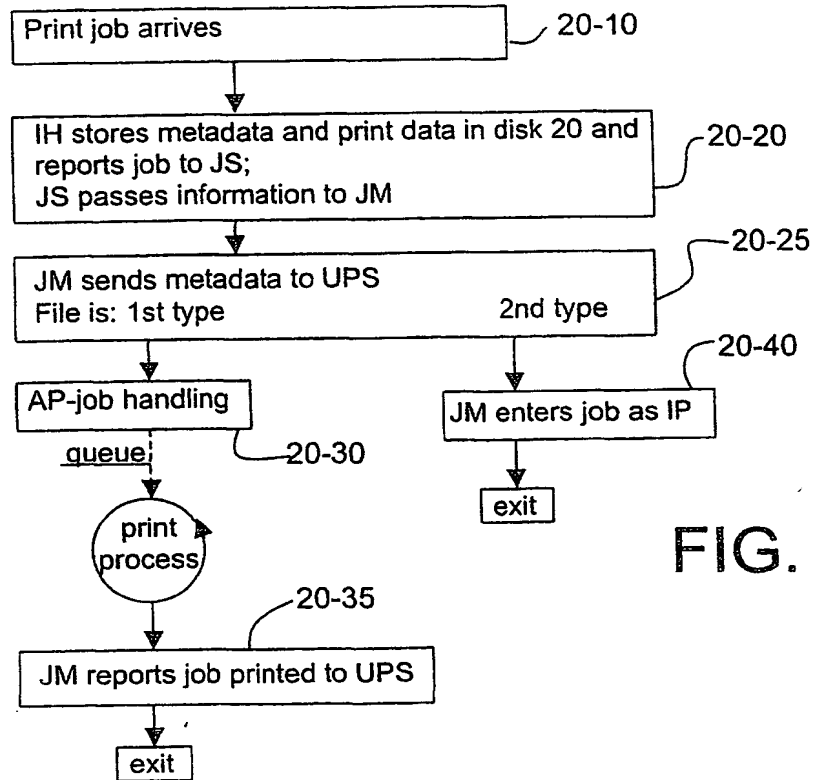 Print job arrives
20-10
IH stores metadata and print data in disk 20 and
reports job to JS;
JS passes information to JM
20-20
20-25
JM sends metadata to UPS
File is: 1st type 2nd type
20-40
AP-job handling
JM enters job as IP
queue
20-30
exit
print
process
FIG.
20-35
JM reports job printed to UPS
exit